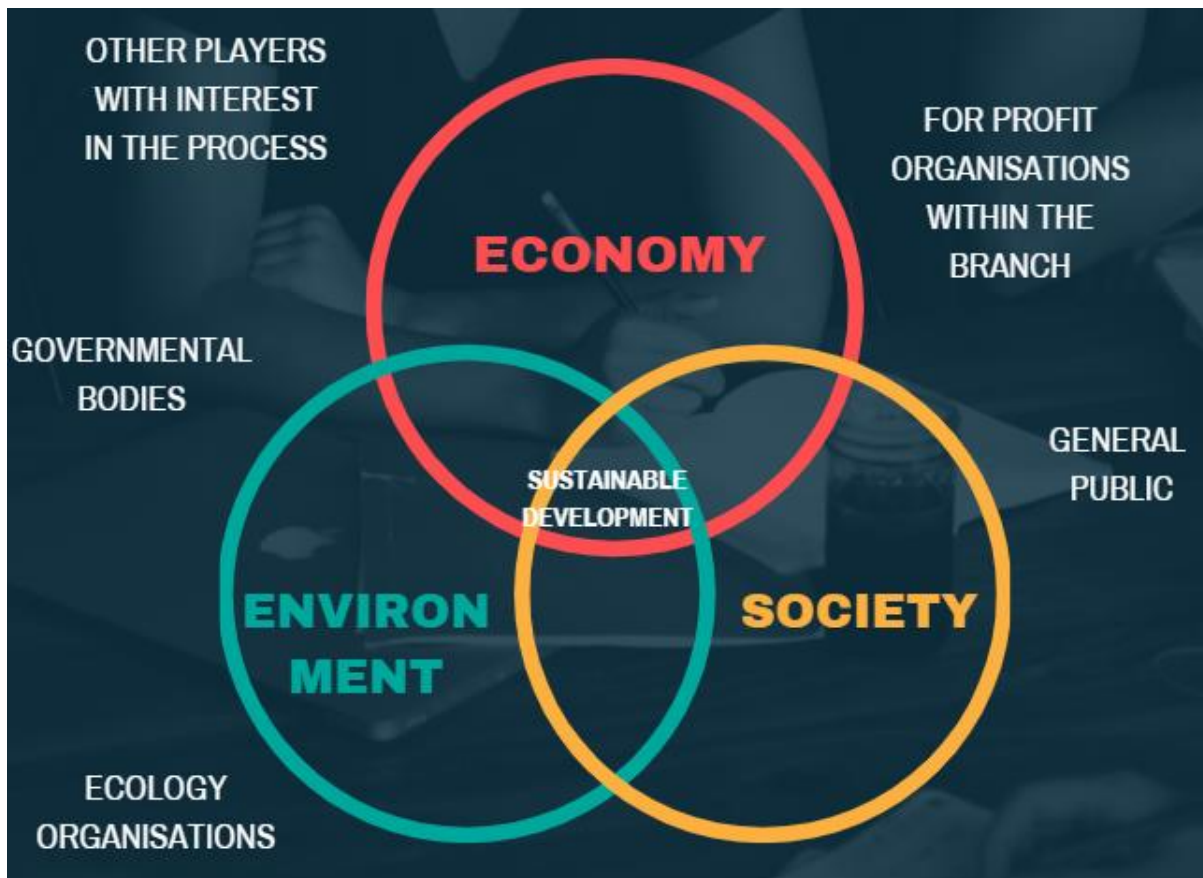 OTHER PLAYERS
WITH INTEREST
IN THE PROCESS
FOR PROFIT
ORGANISATIONS
WITHIN THE
BRANCH
ECONOMY
GOVERNMENTAL
BODIES
GENERAL
PUBLIC
SUSTAINABLE
DEVELOPMENT
ENVIRON
MENT
SOCIETY
ECOLOGY
ORGANISATIONS